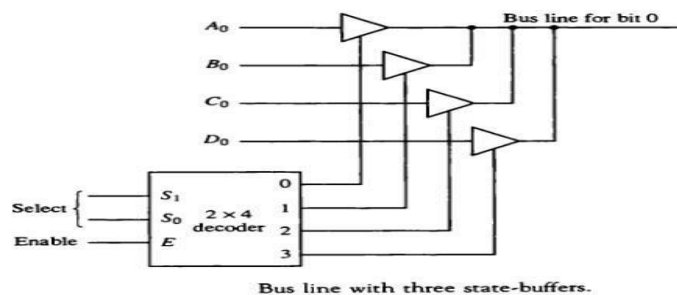 A₀
Bus line for bit 0
B₀
C₀
D₀
Select
S₁
S₀
Enable
E
2 × 4
decoder
0
1
2
3
Bus line with three state-buffers.